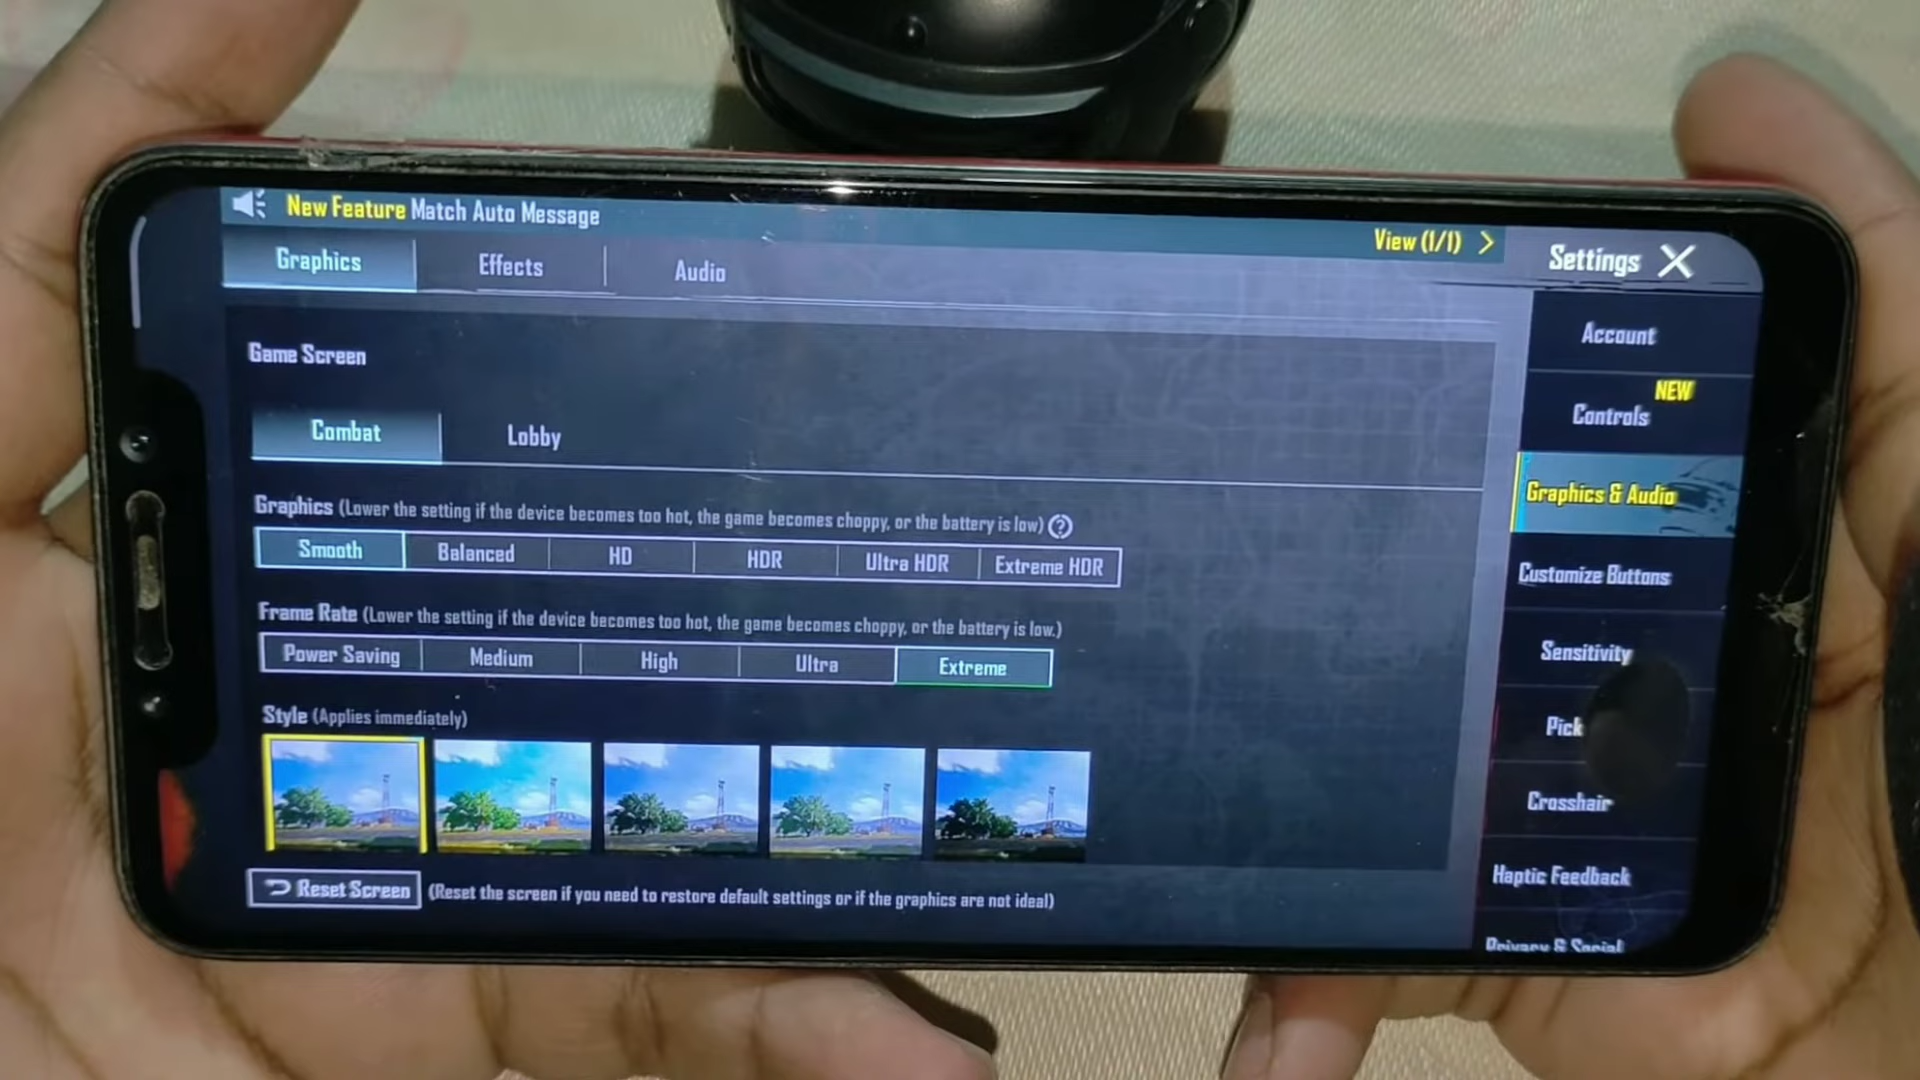 New Feature Match Auto Message
View (1/1) >
Settings X
Graphics
Effects
Audio
Game Screen
Combat
Lobby
Graphics (Lower the setting if the device becomes too hot, the game becomes choppy, or the battery is low) ?
Smooth
Balanced
HD
HDR
Ultra HDR
Extreme HDR
Frame Rate (Lower the setting if the device becomes too hot, the game becomes choppy, or the battery is low.)
Power Saving
Medium
High
Ultra
Extreme
Style (Applies immediately)
Reset Screen (Reset the screen if you need to restore default settings or if the graphics are not ideal)
Account
NEW
Controls
Graphics & Audio
Customize Buttons
Sensitivity
Pick
Crosshair
Haptic Feedback
Privacy & Social